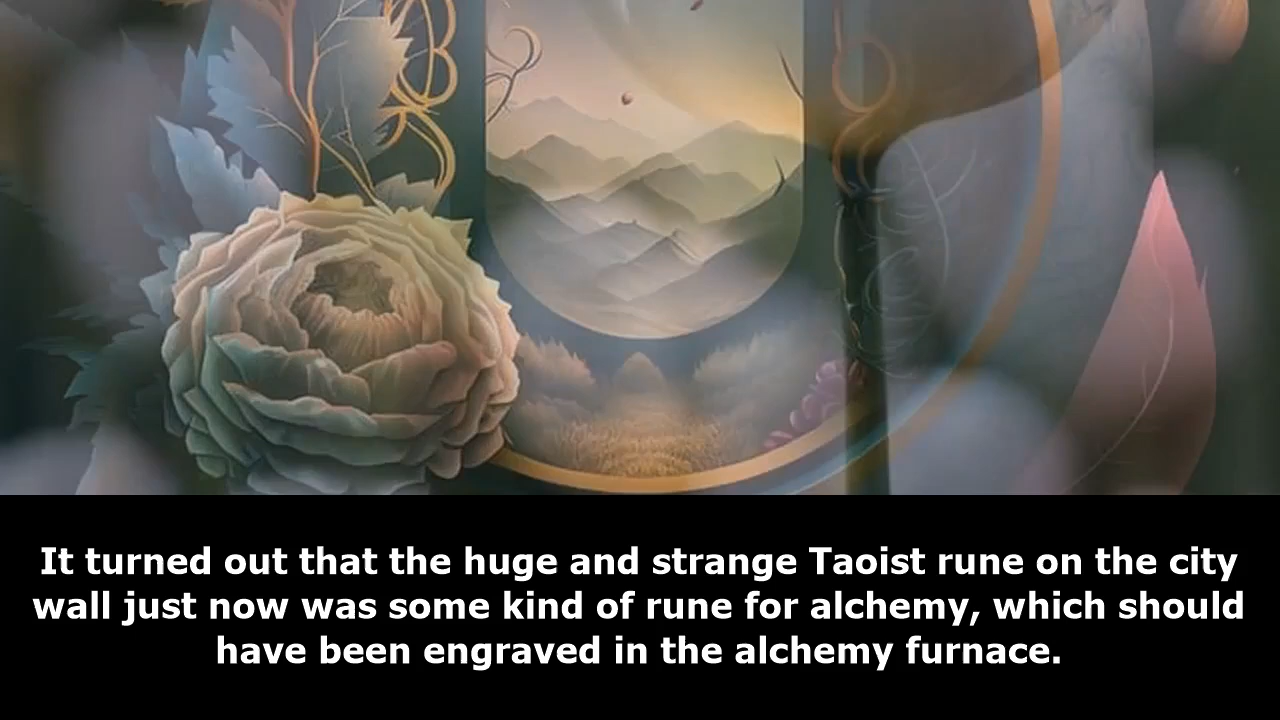 It turned out that the huge and strange Taoist rune on the city
wall just now was some kind of rune for alchemy, which should
have been engraved in the alchemy furnace.